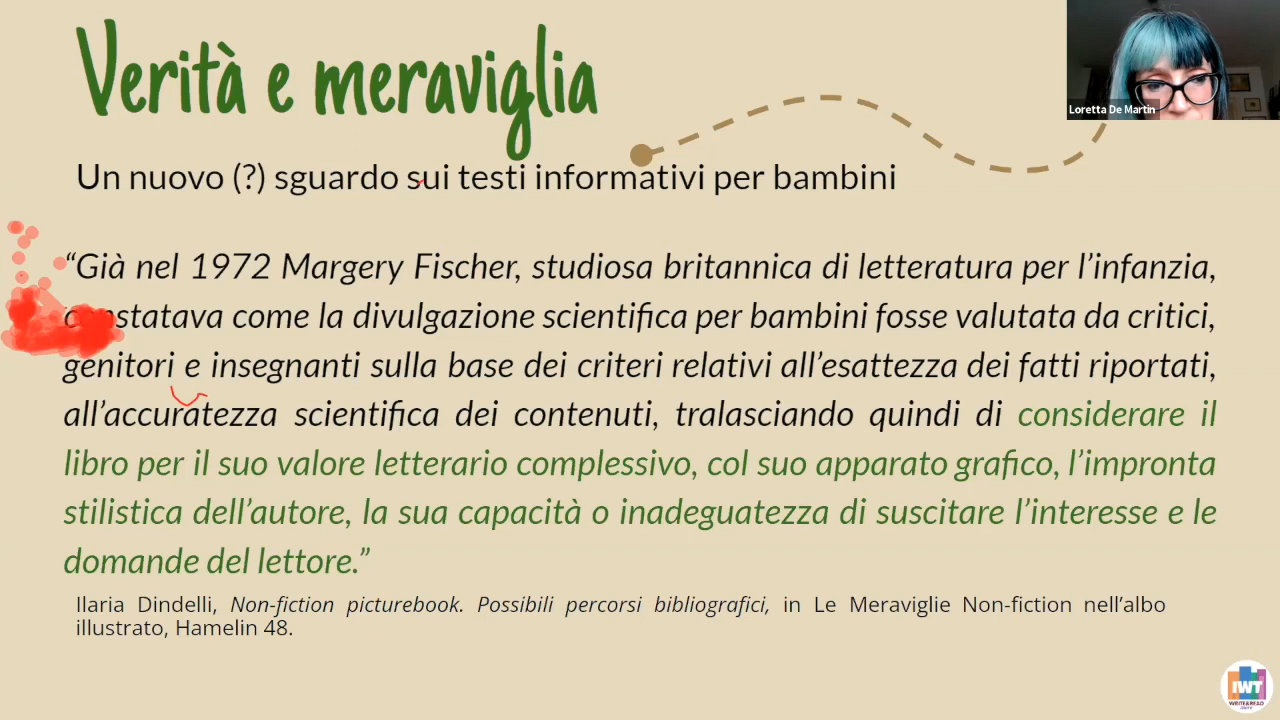 Verità e meraviglia
Loretta De Martin
Un nuovo (?) sguardo sui testi informativi per bambini
“Già nel 1972 Margery Fischer, studiosa britannica di letteratura per l’infanzia,
constatava come la divulgazione scientifica per bambini fosse valutata da critici,
genitori e insegnanti sulla base dei criteri relativi all’esattezza dei fatti riportati,
all’accuratezza scientifica dei contenuti, tralasciando quindi di considerare il
libro per il suo valore letterario complessivo, col suo apparato grafico, l’impronta
stilistica dell’autore, la sua capacità o inadeguatezza di suscitare l’interesse e le
domande del lettore.”
Ilaria Dindelli, Non-fiction picturebook. Possibili percorsi bibliografici, in Le Meraviglie Non-fiction nell’albo
illustrato, Hamelin 48.
IWT
WRITE&READ